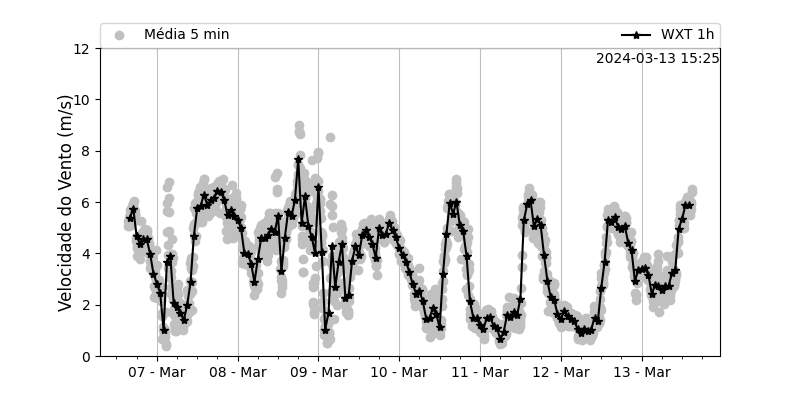 Média 5 min
WXT 1h
2024-03-13 15:25
Velocidade do Vento (m/s)
12
10
8
6
4
2
0
07 - Mar
08 - Mar
09 - Mar
10 - Mar
11 - Mar
12 - Mar
13 - Mar